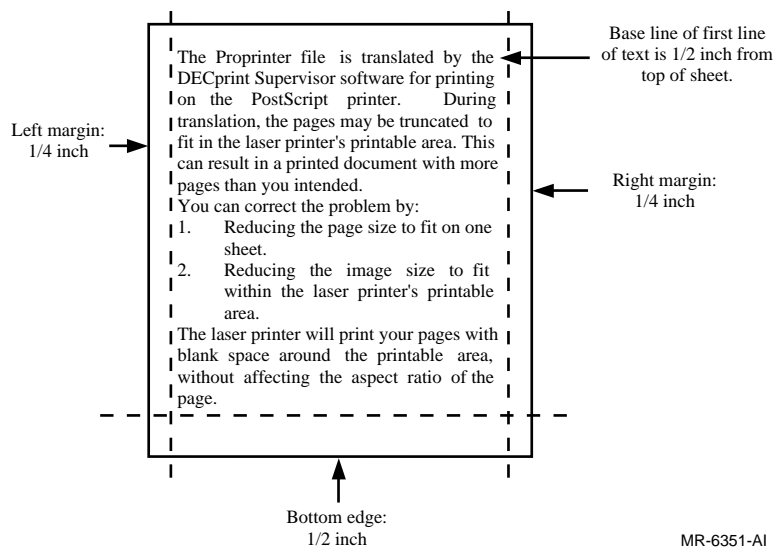 Base line of first line
of text is 1/2 inch from
top of sheet.
The Proprinter file is translated by the
DECprint Supervisor software for printing
on the PostScript printer. During
translation, the pages may be truncated to
fit in the laser printer's printable area. This
can result in a printed document with more
pages than you intended.
You can correct the problem by:
1. Reducing the page size to fit on one
sheet.
2. Reducing the image size to fit
within the laser printer's printable
area.
The laser printer will print your pages with
blank space around the printable area,
without affecting the aspect ratio of the
page.
Left margin:
1/4 inch
Right margin:
1/4 inch
Bottom edge:
1/2 inch
MR-6351-AI